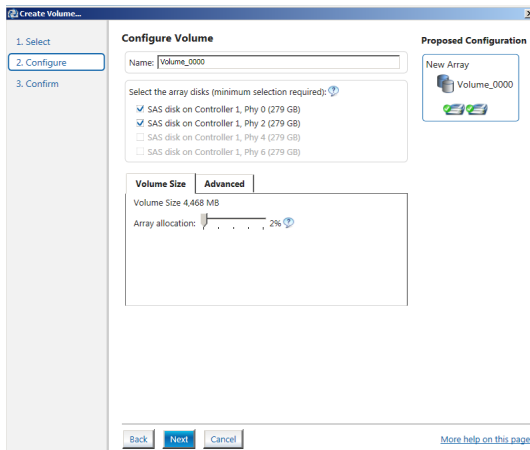 Create Volume...
1. Select
2. Configure
3. Confirm
Configure Volume
Name: Volume_0000
Select the array disks (minimum selection required):
SAS disk on Controller 1, Phy 0 (279 GB)
SAS disk on Controller 1, Phy 2 (279 GB)
SAS disk on Controller 1, Phy 4 (279 GB)
SAS disk on Controller 1, Phy 6 (279 GB)
Volume Size Advanced
Volume Size 4,468 MB
Array allocation: 2%
Back Next Cancel
Proposed Configuration
New Array
Volume_0000
More help on this page